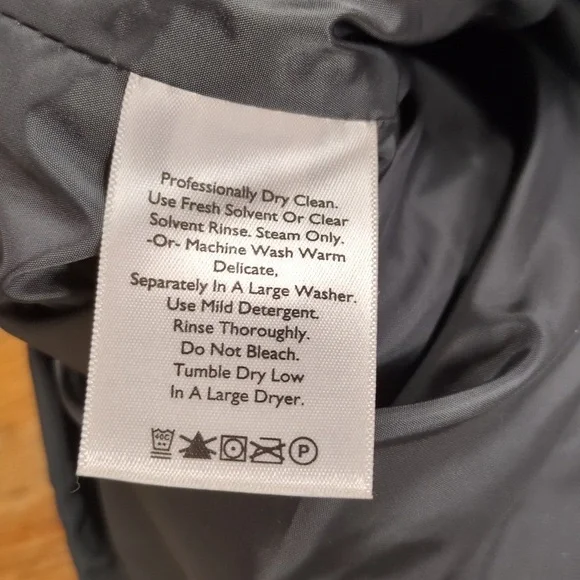 Professionally Dry Clean.
Use Fresh Solvent Or Clear
Solvent Rinse. Steam Only.
-Or- Machine Wash Warm
Delicate,
Separately In A Large Washer.
Use Mild Detergent.
Rinse Thoroughly.
Do Not Bleach.
Tumble Dry Low
In A Large Dryer.
40C P